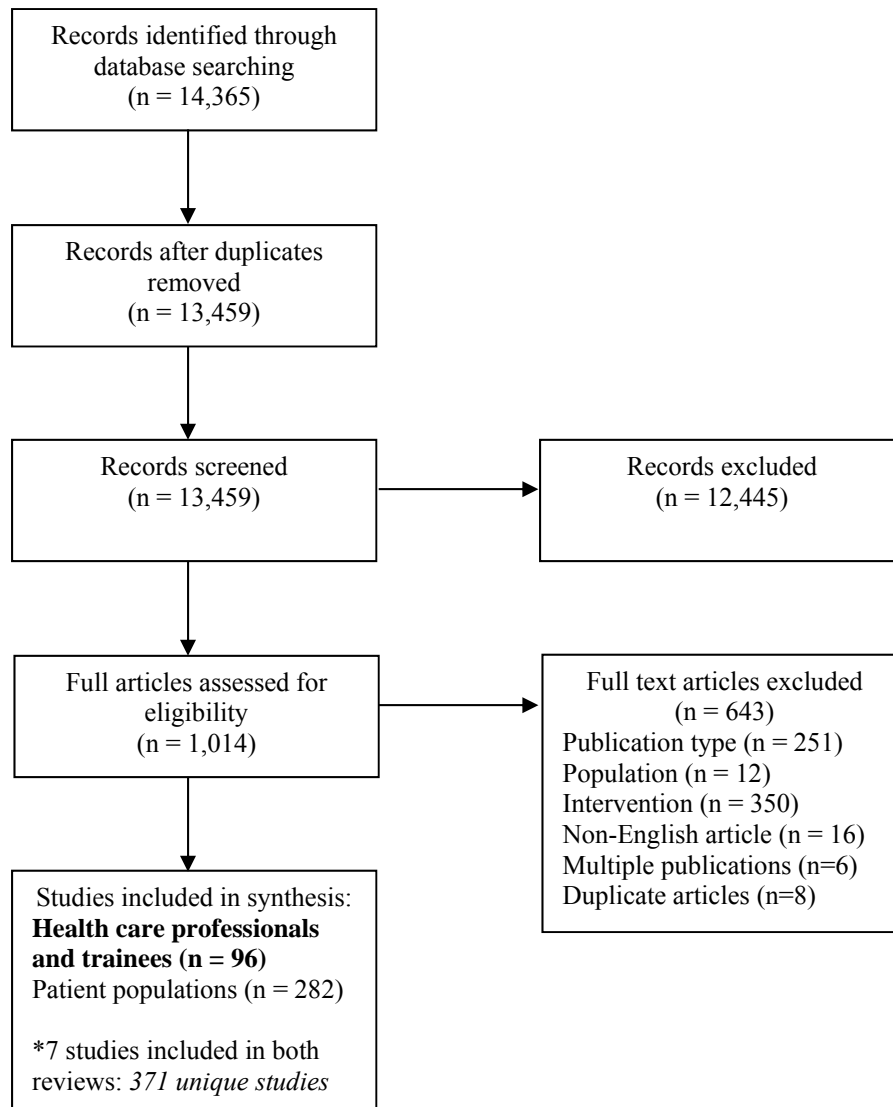 Records identified through
database searching
(n = 14,365)
Records after duplicates
removed
(n = 13,459)
Records screened
(n = 13,459)
Records excluded
(n = 12,445)
Full articles assessed for
eligibility
(n = 1,014)
Full text articles excluded
(n = 643)
Publication type (n = 251)
Population (n = 12)
Intervention (n = 350)
Non-English article (n = 16)
Multiple publications (n=6)
Duplicate articles (n=8)
Studies included in synthesis:
Health care professionals
and trainees (n = 96)
Patient populations (n = 282)
*7 studies included in both
reviews: 371 unique studies